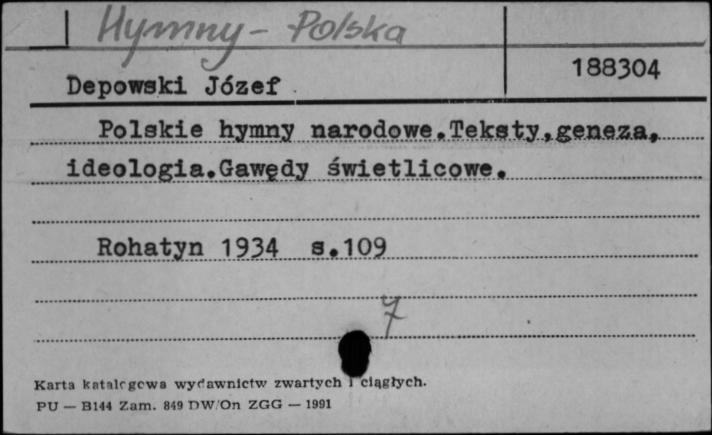 Hymny - Polska
188304
Depowski Józef
Polskie hymny narodowe.Teksty,geneza,
ideologia.Gawędy świetlicowe.
Rohatyn 1934 s.109
7
Karta katalogowa wydawnictw zwartych i ciągłych.
PU — B144 Zam. 849 DW/On ZGG — 1991